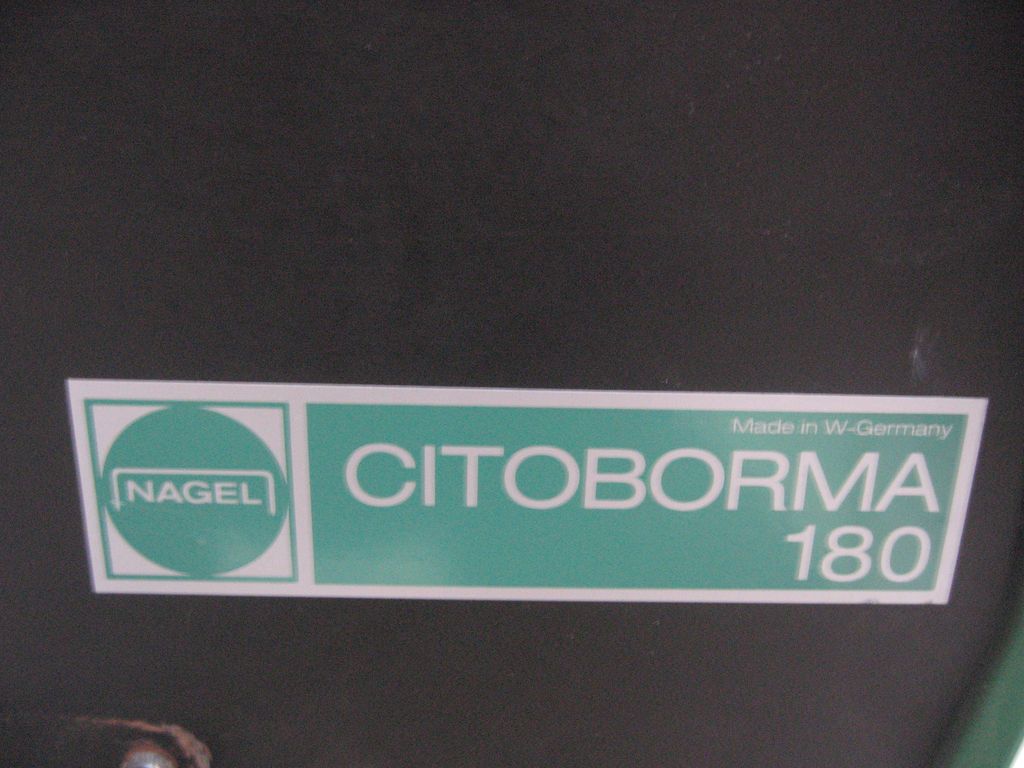 NAGEL
Made in W-Germany
CITOBORMA
180